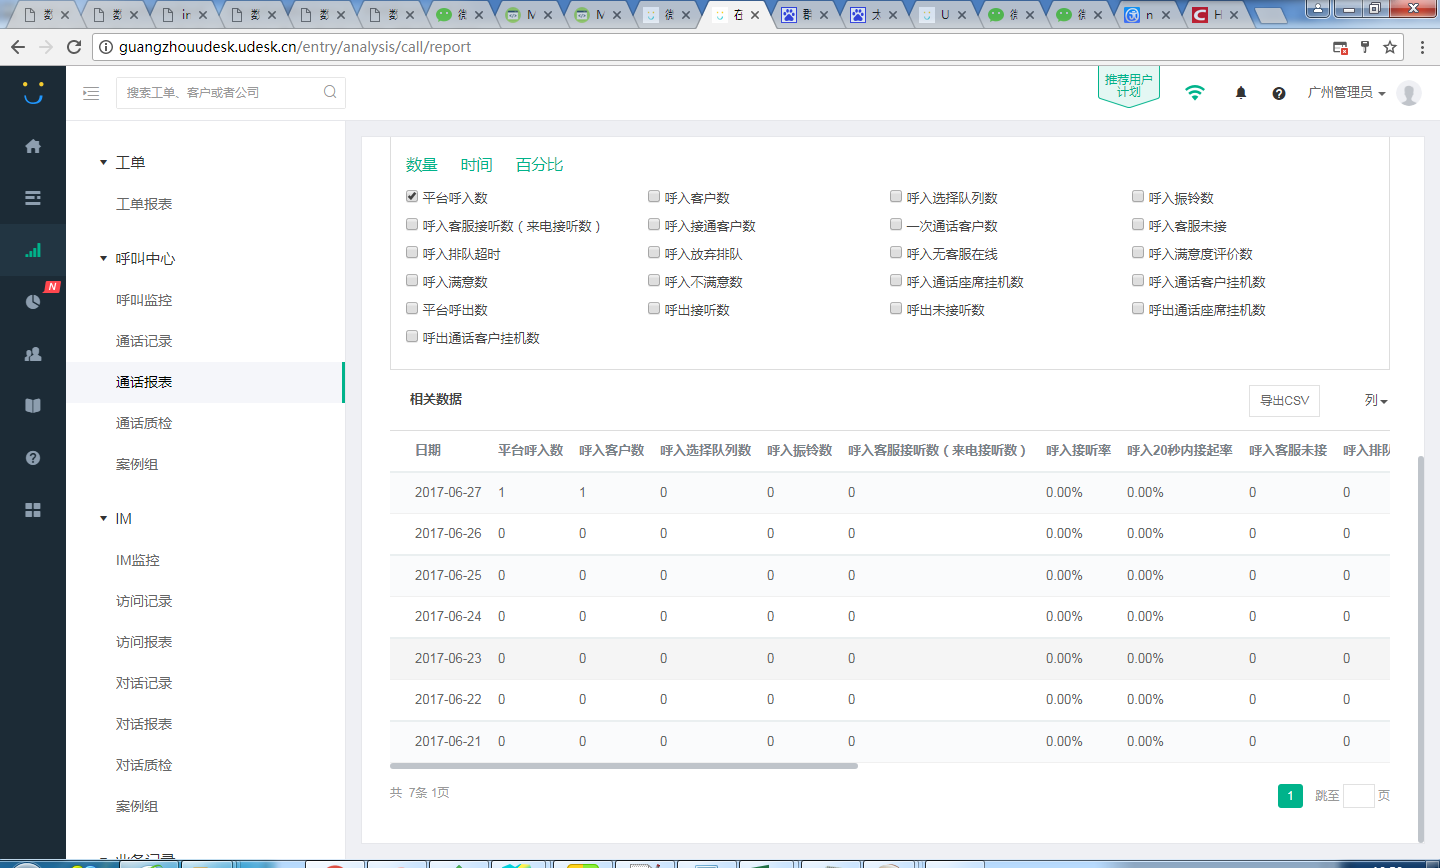 guangzhouudesk.udesk.cn/entry/analysis/call/report
搜索工单、客户或者公司
推荐用户
计划
广州管理员
N
工单
工单报表
呼叫中心
呼叫监控
通话记录
通话报表
通话质检
案例组
IM
IM监控
访问记录
访问报表
对话记录
对话报表
对话质检
案例组
业务记录
数量 时间 百分比
平台呼入数 呼入客户数 呼入选择队列数 呼入振铃数
呼入客服接听数（来电接听数） 呼入接通客户数 一次通话客户数 呼入客服未接
呼入排队超时 呼入放弃排队 呼入无客服在线 呼入满意度评价数
呼入满意数 呼入不满意数 呼入通话座席挂机数 呼入通话客户挂机数
平台呼出数 呼出接听数 呼出未接听数 呼出通话座席挂机数
呼出通话客户挂机数
相关数据 导出CSV 列
日期 平台呼入数 呼入客户数 呼入选择队列数 呼入振铃数 呼入客服接听数（来电接听数） 呼入接听率 呼入20秒内接起率 呼入客服未接 呼入排队
2017-06-27 1 1 0 0 0 0.00% 0.00% 0 0
2017-06-26 0 0 0 0 0 0.00% 0.00% 0 0
2017-06-25 0 0 0 0 0 0.00% 0.00% 0 0
2017-06-24 0 0 0 0 0 0.00% 0.00% 0 0
2017-06-23 0 0 0 0 0 0.00% 0.00% 0 0
2017-06-22 0 0 0 0 0 0.00% 0.00% 0 0
2017-06-21 0 0 0 0 0 0.00% 0.00% 0 0
共 7条 1页 1 跳至 页